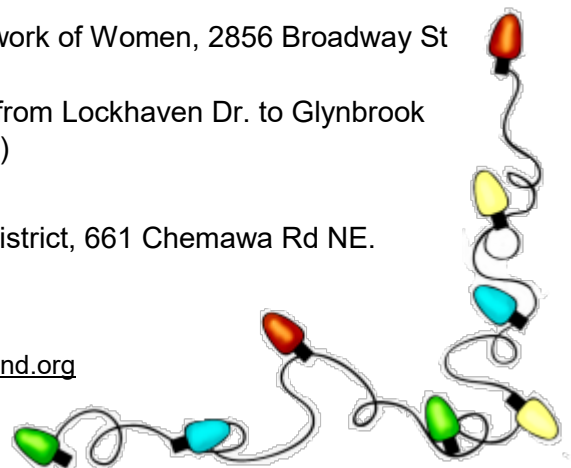 work of Women, 2856 Broadway St
from Lockhaven Dr. to Glynbrook
)
istrict, 661 Chemawa Rd NE.
nd.org